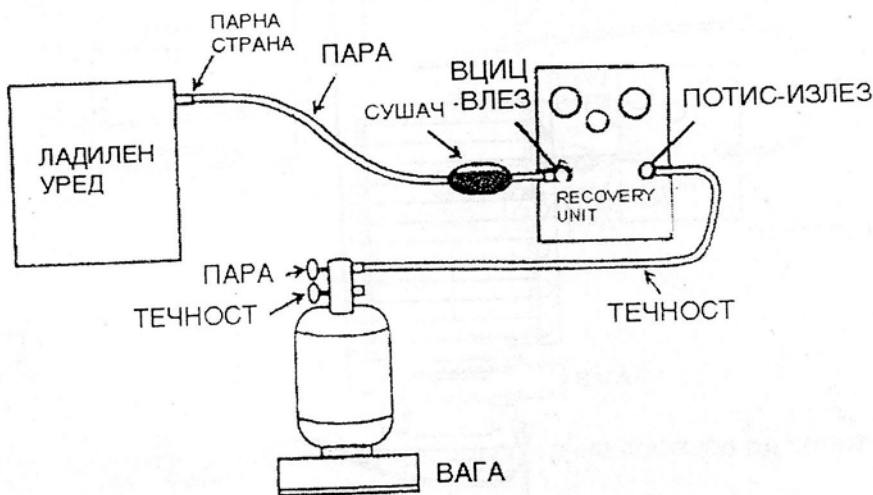 ПАРНА
СТРАНА
ПАРА
ВЦИЦ
СУШАЧ -ВЛЕЗ
ПОТИС-ИЗЛЕЗ
ЛАДИЛЕН
УРЕД
RECOVERY
UNIT
ПАРА
ТЕЧНОСТ
ТЕЧНОСТ
ВАГА